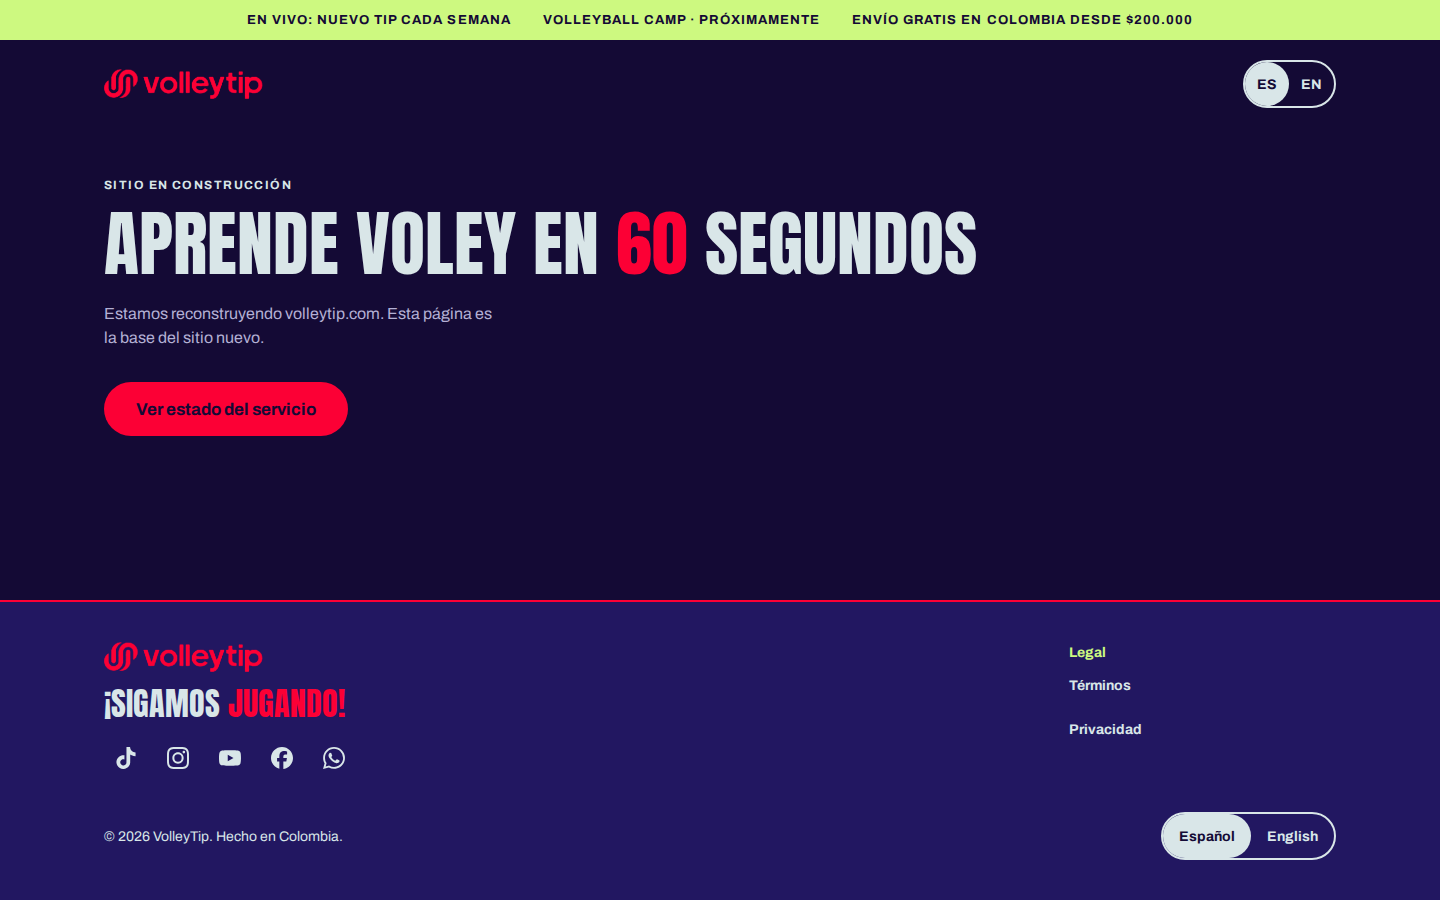 EN VIVO: NUEVO TIP CADA SEMANA VOLLEYBALL CAMP · PRÓXIMAMENTE ENVÍO GRATIS EN COLOMBIA DESDE $200.000
volleytip
ES EN
SITIO EN CONSTRUCCIÓN
APRENDE VOLEY EN 60 SEGUNDOS
Estamos reconstruyendo volleytip.com. Esta página es
la base del sitio nuevo.
Ver estado del servicio
volleytip
¡SIGAMOS JUGANDO!
Legal
Términos
Privacidad
© 2026 VolleyTip. Hecho en Colombia.
Español English